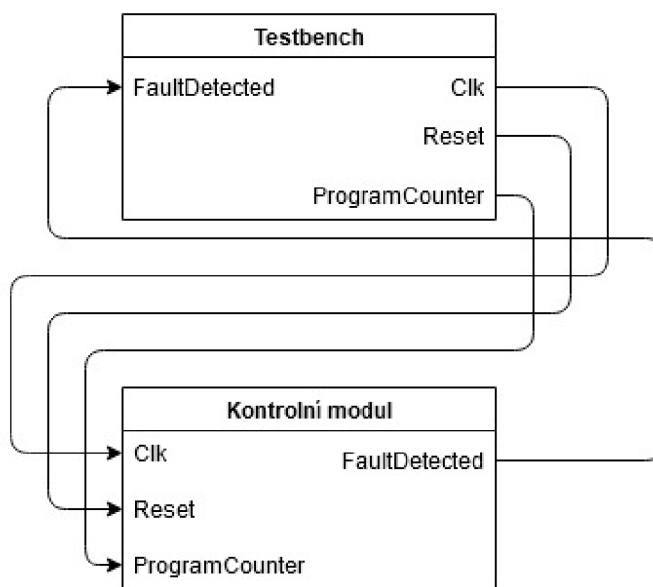 Testbench
FaultDetected
Clk
Reset
ProgramCounter
Kontrolní modul
Clk
FaultDetected
Reset
ProgramCounter